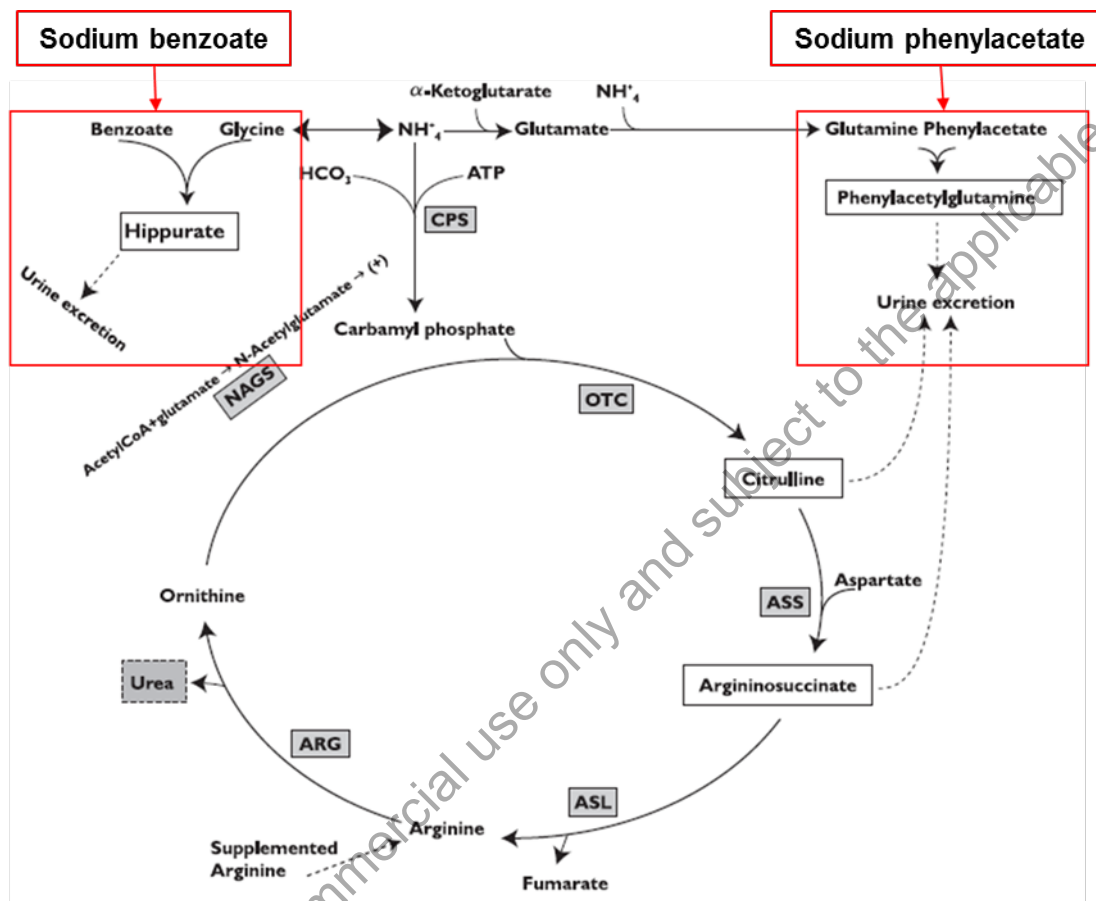 Sodium benzoate
Sodium phenylacetate
α-Ketoglutarate
NH⁺₄
Benzoate
Glycine
NH⁺₄
Glutamate
Glutamine Phenylacetate
HCO₃
ATP
Phenylacetylglutamine
CPS
Hippurate
Urine excretion
Urine excretion
AcetylCoA+glutamate → N-Acetylglutamate → (+)
NAGS
Carbamyl phosphate
OTC
Citrulline
Ornithine
Aspartate
ASS
Urea
Argininosuccinate
ARG
ASL
Arginine
Supplemented
Arginine
Fumarate
mmercial use only and subject to the applicable